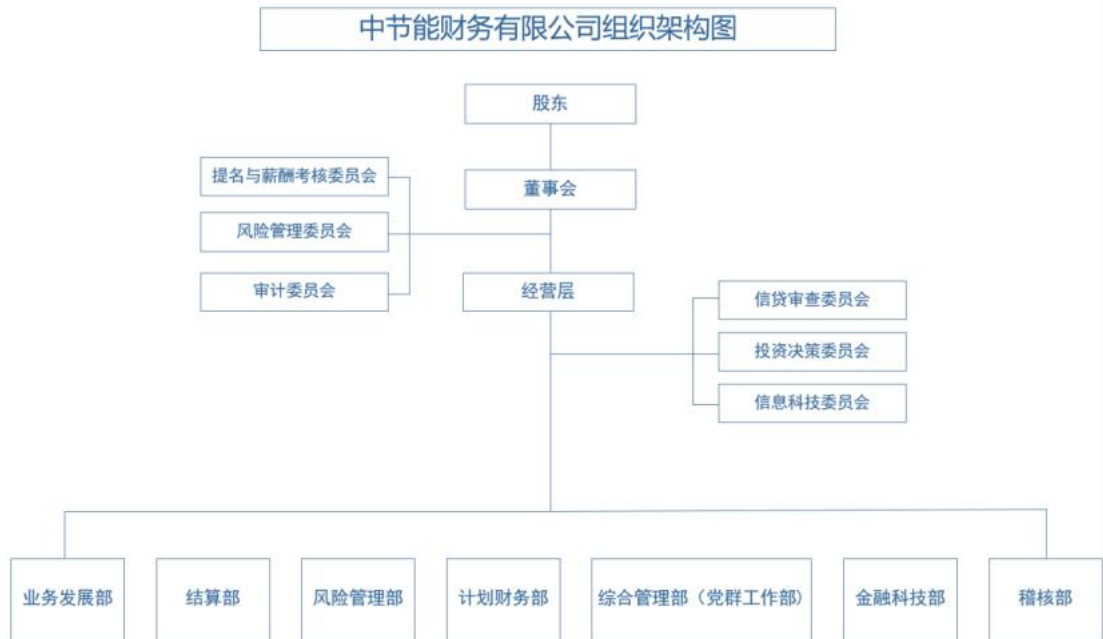 中节能财务有限公司组织架构图
股东
提名与薪酬考核委员会
董事会
风险管理委员会
审计委员会
经营层
信贷审查委员会
投资决策委员会
信息科技委员会
业务发展部
结算部
风险管理部
计划财务部
综合管理部（党群工作部）
金融科技部
稽核部